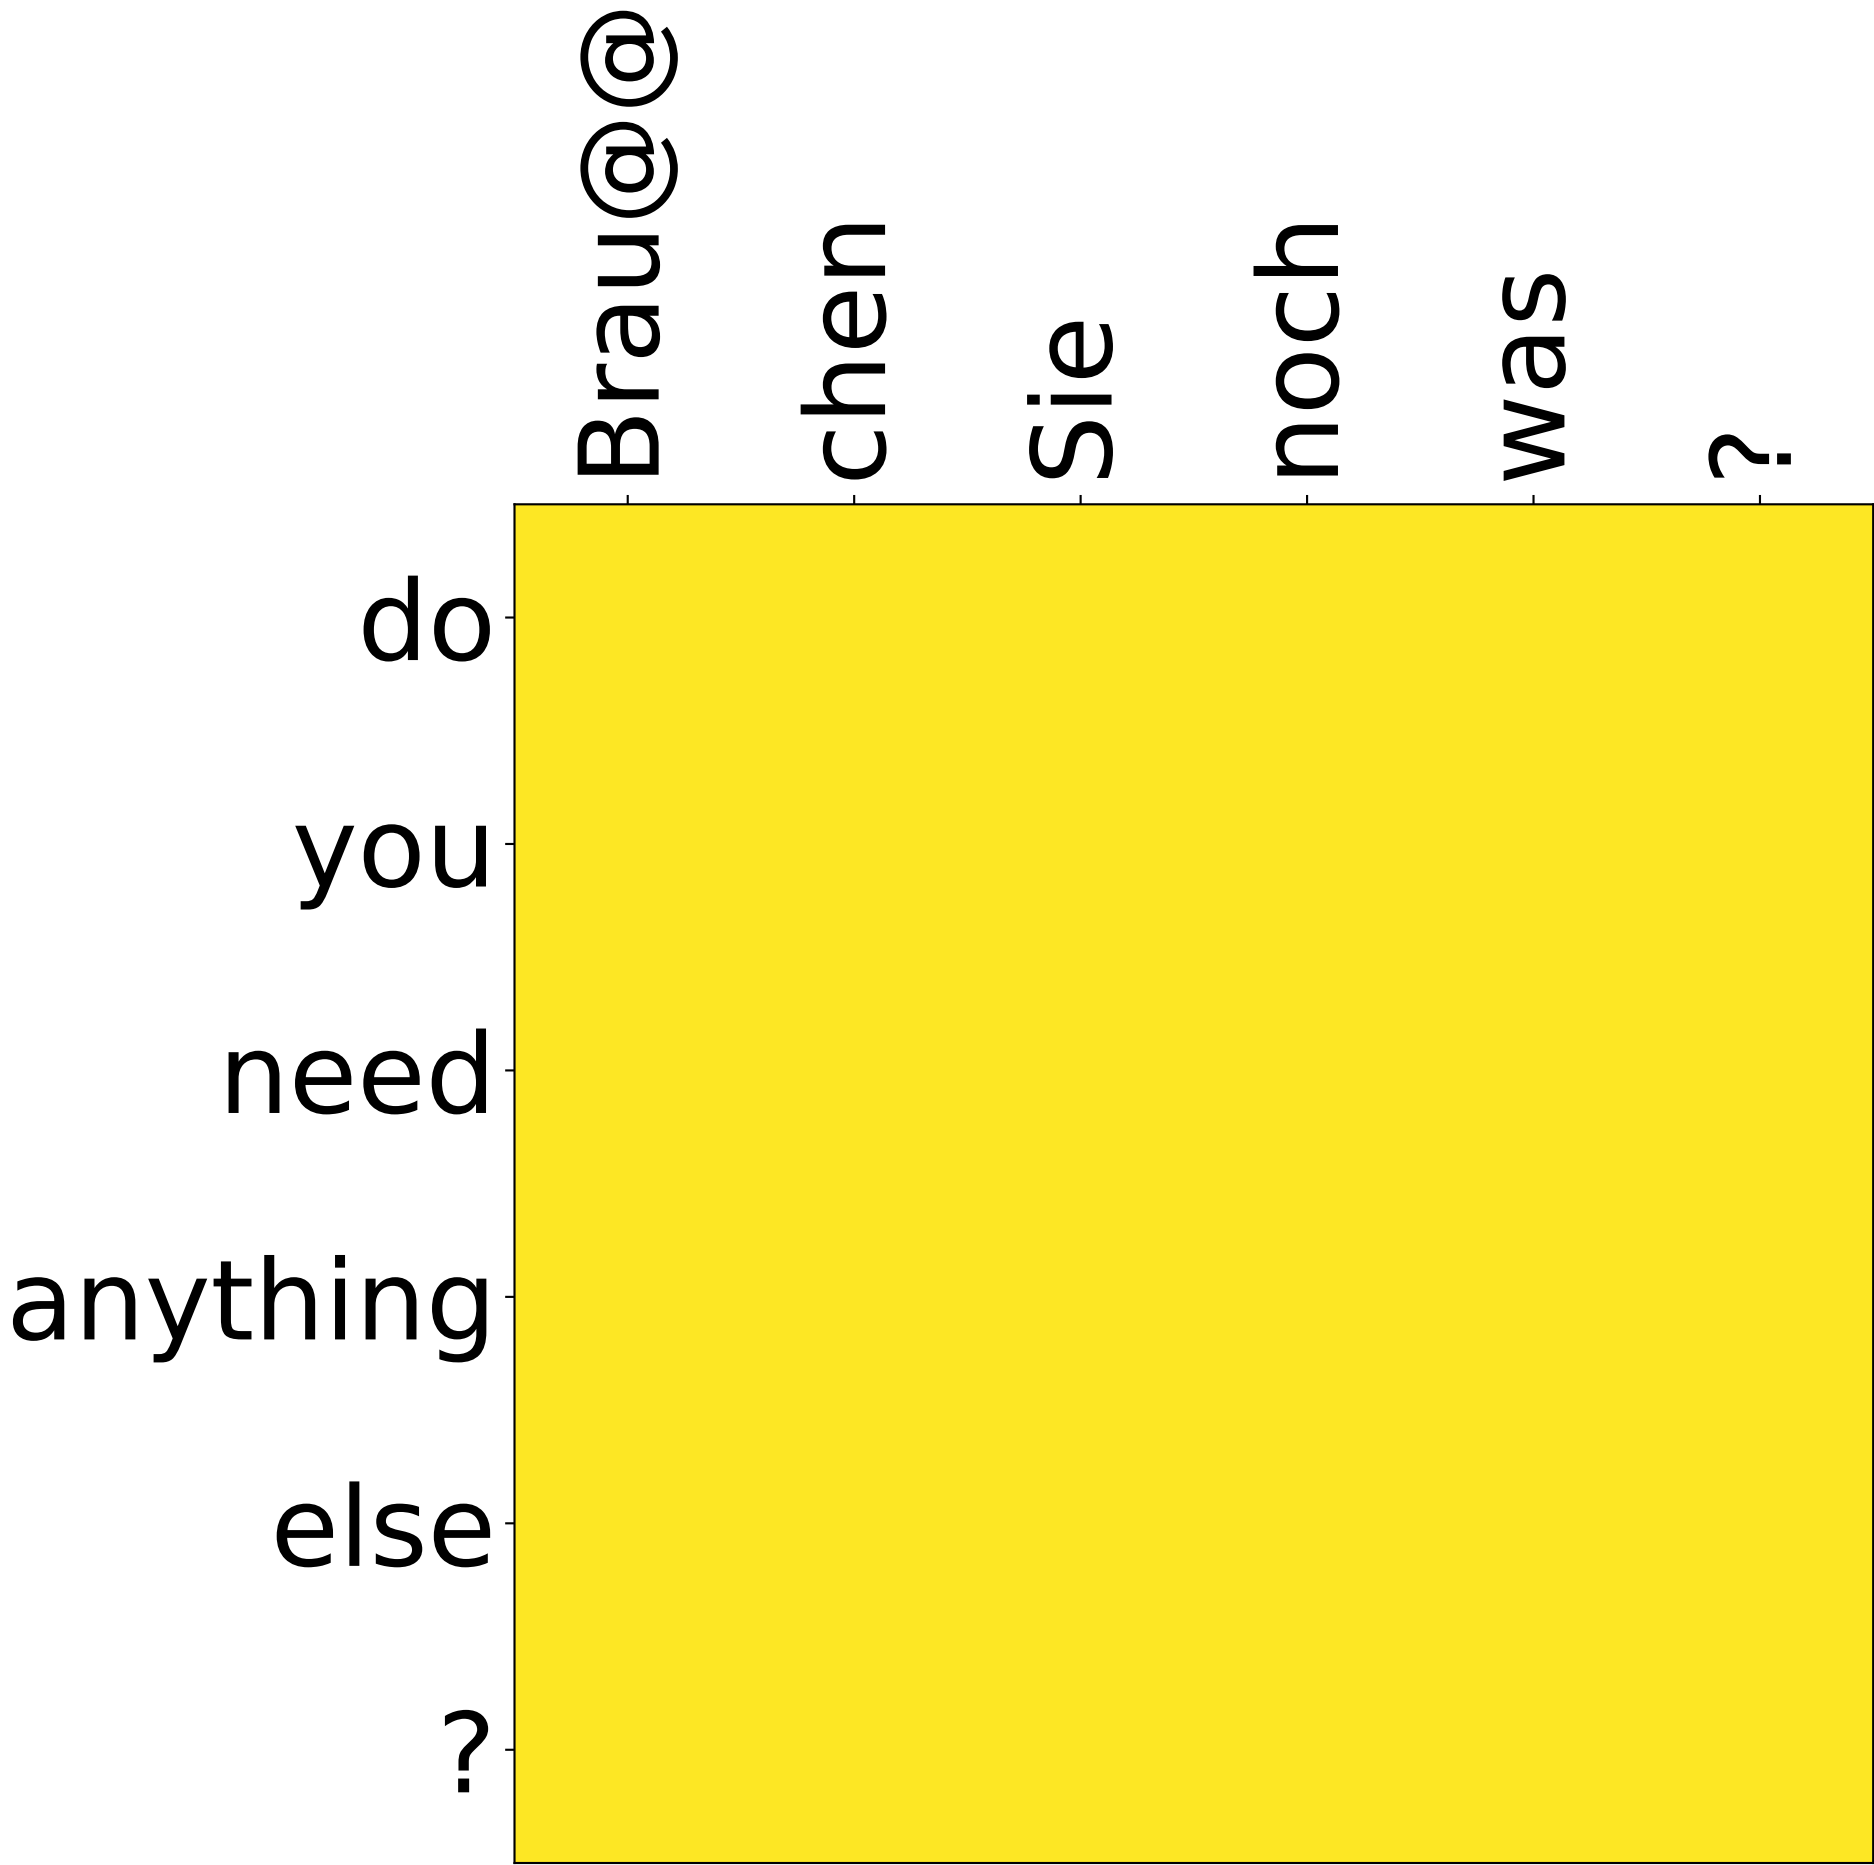 Brau@@
chen
Sie
noch
was
?
do
you
need
anything
else
?